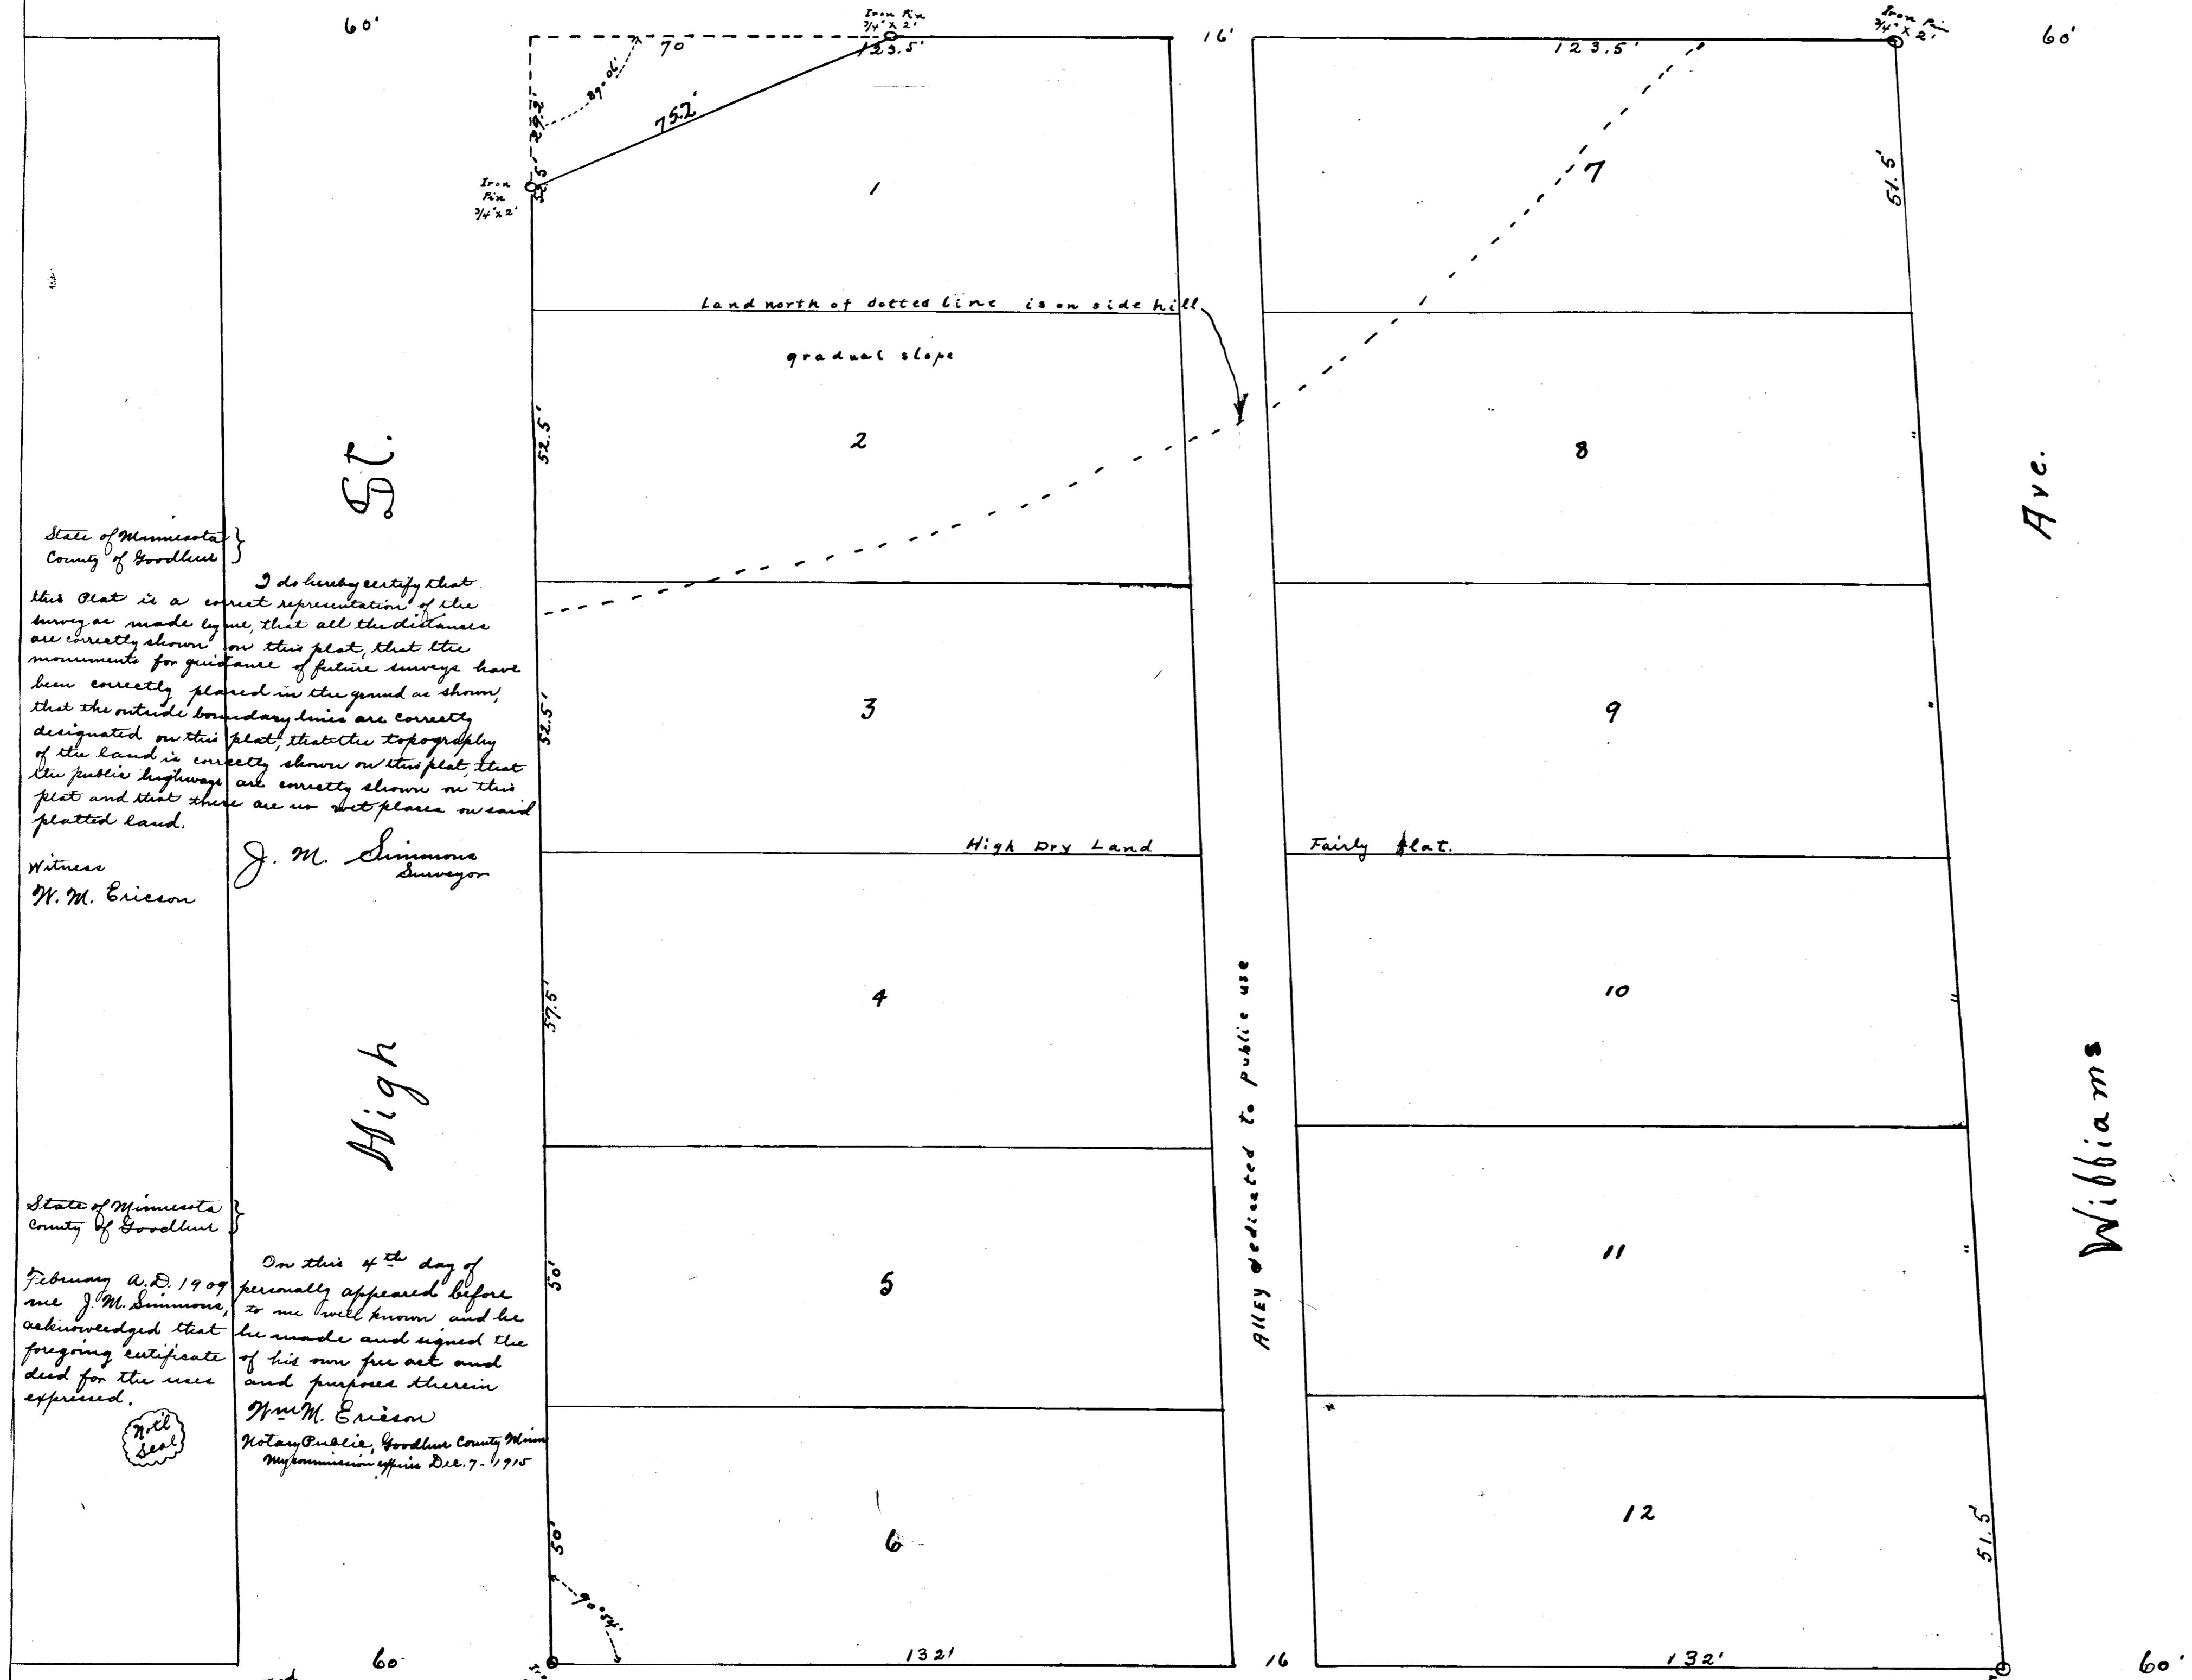 60'
Iron Pin
3/4" x 2'
70
123.5'
16'
123.5'
Iron Pin
3/4" x 2'
60'
89° 06'
29.2'
75.2'
52.5'
Iron
Pin
3/4" x 2'
1
7
51.5'
Land north of dotted line is on side hill
gradual slope
52.5'
2
8
"
High St.
Williams Ave.
State of Minnesota }
County of Goodhue }
I do hereby certify that
this Plat is a correct representation of the
survey as made by me, that all the distances
are correctly shown on this plat, that the
monuments for guidance of future surveys have
been correctly placed in the ground as shown,
that the outside boundary lines are correctly
designated on this plat, that the topography
of the land is correctly shown on this plat, that
the public highways are correctly shown on this
plat and that there are no wet places on said
platted land.
J. M. Simmons
Surveyor
Witness
W. M. Ericson
52.5'
3
9
"
High Dry Land
Fairly flat.
57.5'
4
10
"
Alley dedicated to public use
State of Minnesota }
County of Goodhue }
On this 4th day of
February A.D. 1909 personally appeared before
me J. M. Simmons, to me well known and he
acknowledged that he made and signed the
foregoing certificate of his own free act and
deed for the uses and purposes therein
expressed.
Wm M. Ericson
Notary Public, Goodhue County Minn
My commission expires Dec. 7 - 1915
Not'l
Seal
50'
5
11
"
50'
6
12
51.5'
90° 54'
60
132'
16
132'
60'